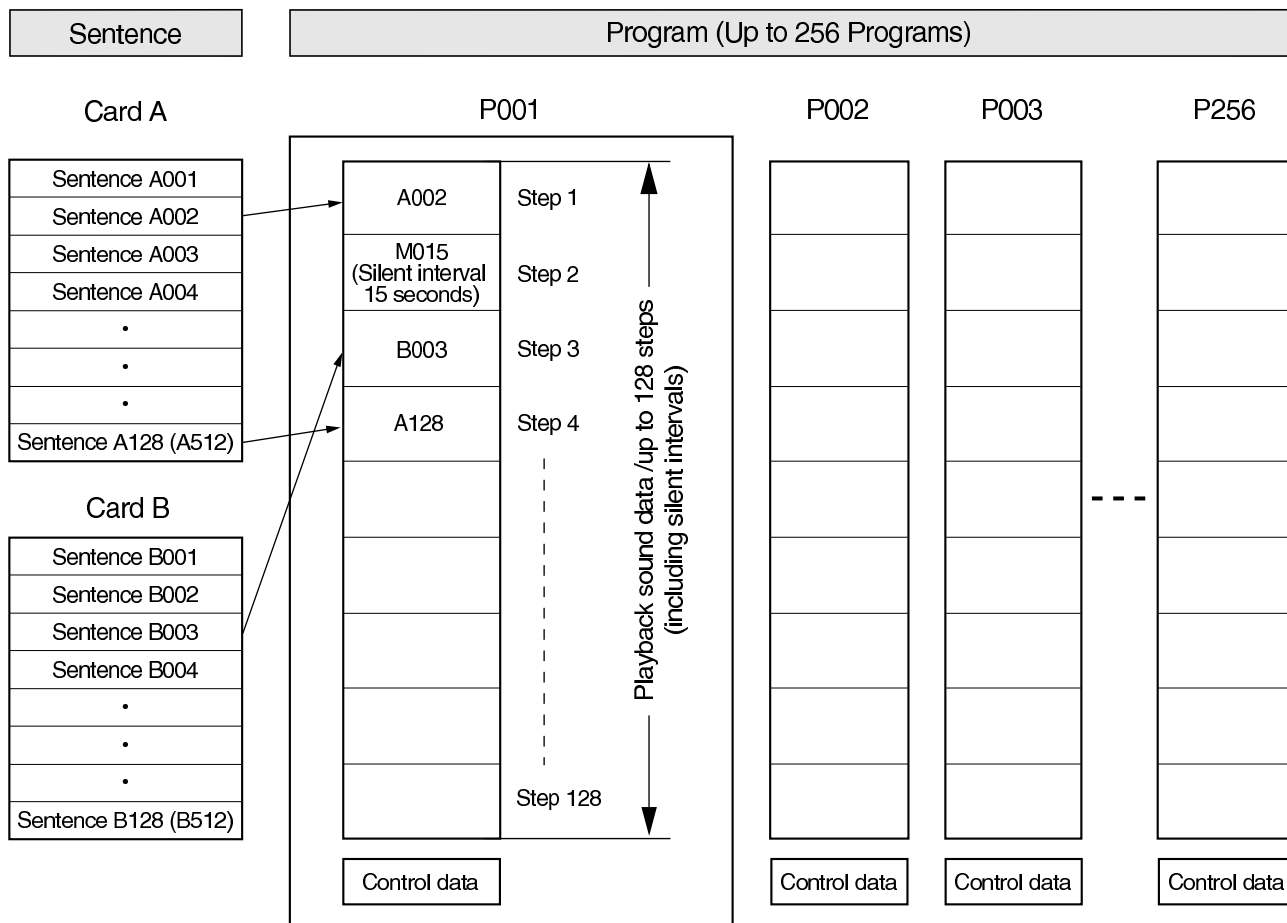 Sentence
Program (Up to 256 Programs)
Card A
Sentence A001
Sentence A002
Sentence A003
Sentence A004
Sentence A128 (A512)
Card B
Sentence B001
Sentence B002
Sentence B003
Sentence B004
Sentence B128 (B512)
P001
A002
Step 1
M015
(Silent interval
15 seconds)
Step 2
B003
Step 3
A128
Step 4
Step 128
Playback sound data /up to 128 steps
(including silent intervals)
Control data
P002
Control data
P003
Control data
P256
Control data